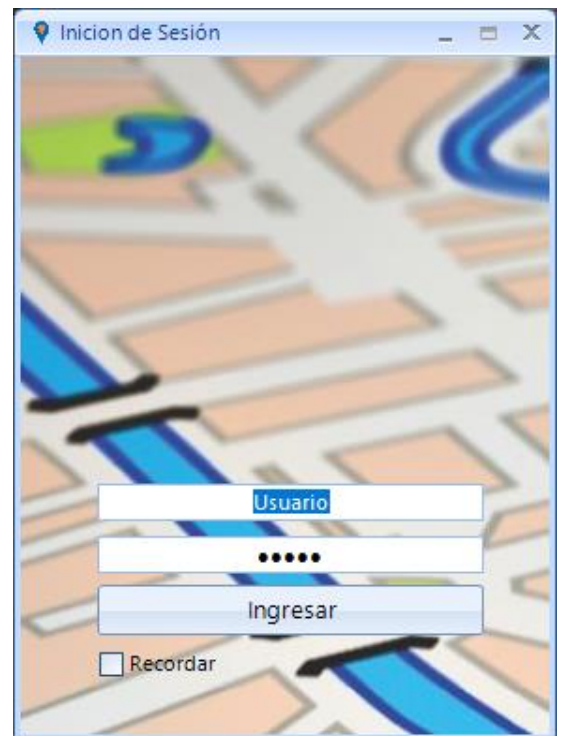 Inicion de Sesión
Usuario
●●●●●
Ingresar
Recordar